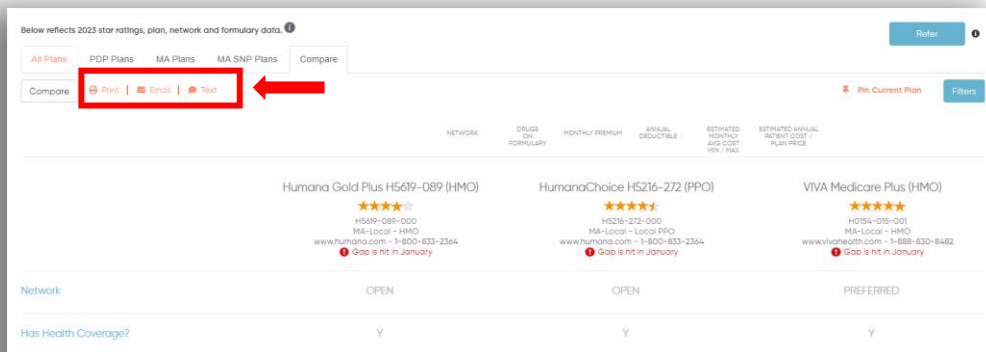 Below reflects 2023 star ratings, plan, network and formulary data.
Refer
All Plans PDP Plans MA Plans MA SNP Plans Compare
Compare Print | Email | Text Pin Current Plan Filters
NETWORK DRUGS ON FORMULARY MONTHLY PREMIUM ANNUAL DEDUCTIBLE ESTIMATED MONTHLY AVG COST MIN / MAX ESTIMATED ANNUAL PATIENT COST / PLAN PRICE
Humana Gold Plus H5619-089 (HMO) HumanaChoice H5216-272 (PPO) VIVA Medicare Plus (HMO)
H5619-089-000 H5216-272-000 H0154-015-001
MA-Local - HMO MA-Local - Local PPO MA-Local - HMO
www.humana.com - 1-800-833-2364 www.humana.com - 1-800-833-2364 www.vivahealth.com - 1-888-830-8482
Gap is hit in January Gap is hit in January Gap is hit in January
Network OPEN OPEN PREFERRED
Has Health Coverage? Y Y Y